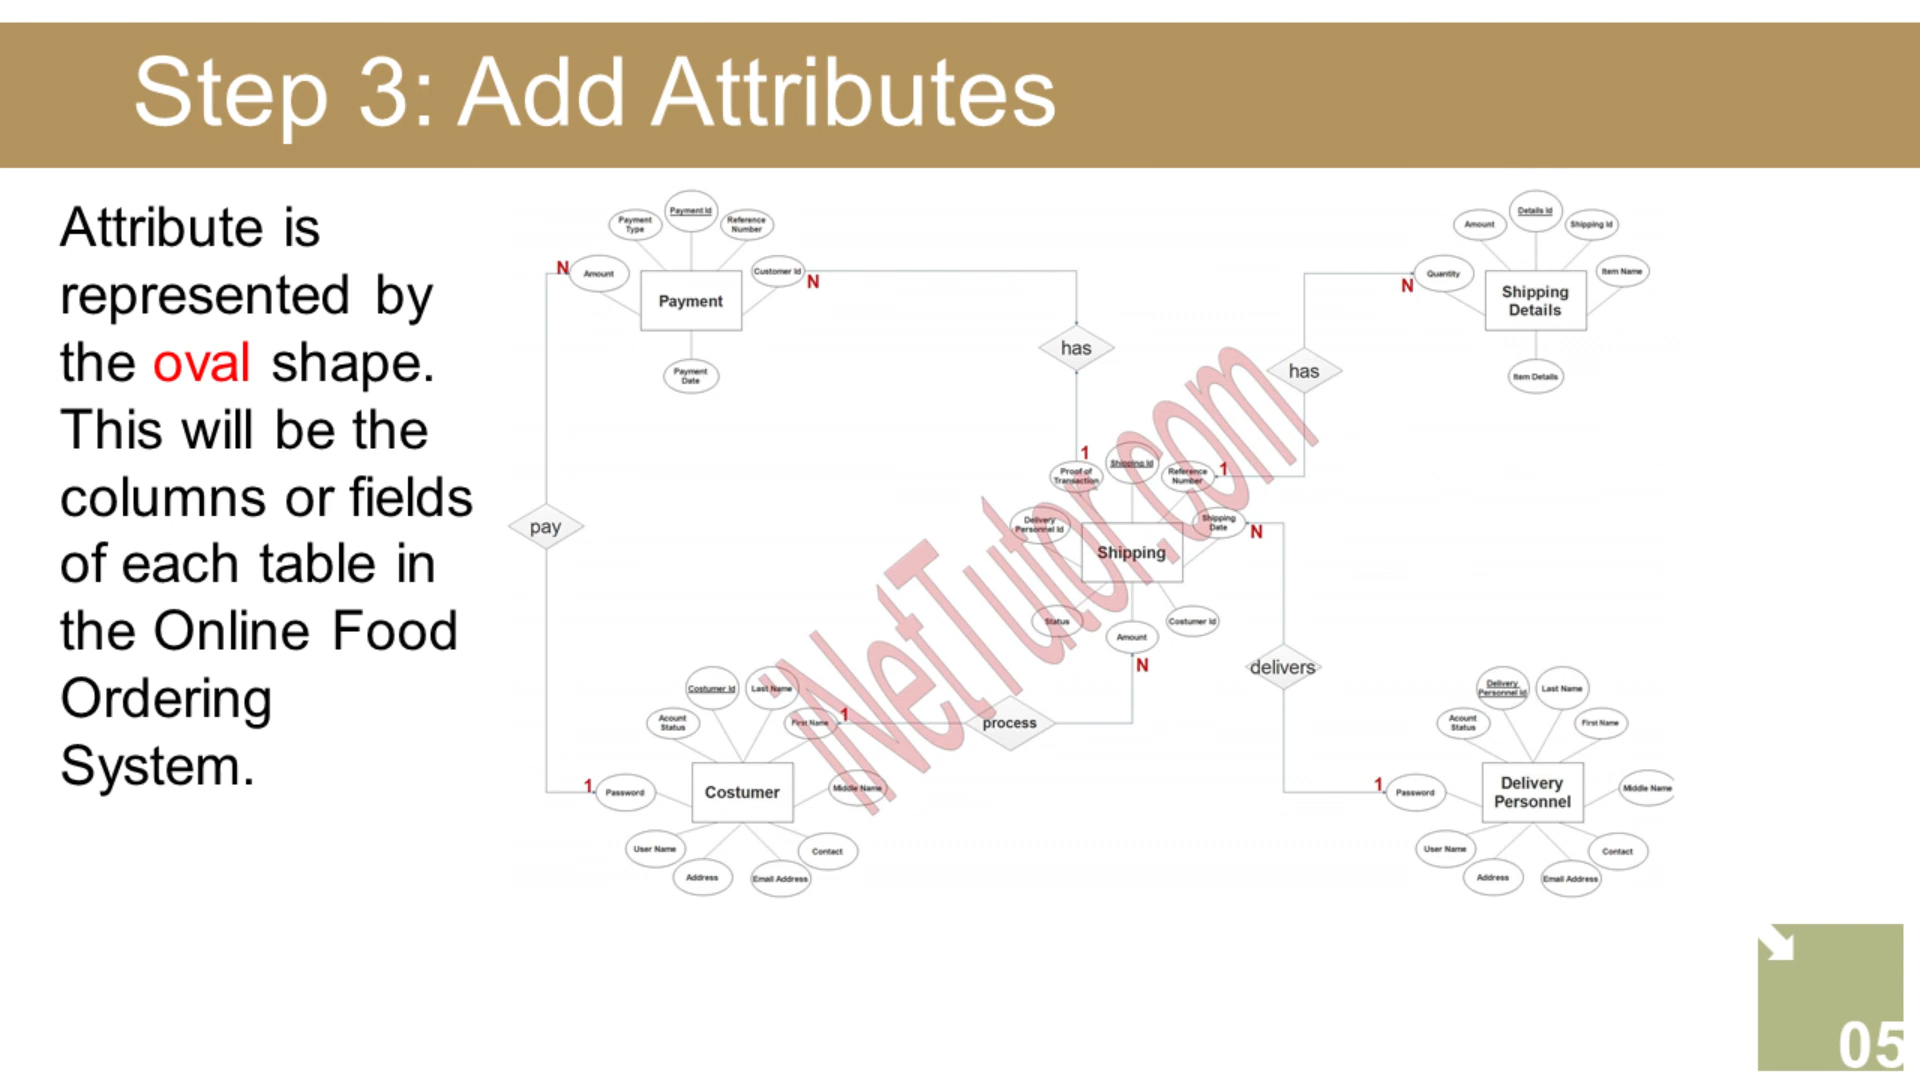 Step 3: Add Attributes
Attribute is
represented by
the oval shape.
This will be the
columns or fields
of each table in
the Online Food
Ordering
System.
Payment Id
Payment
Type
Reference
Number
N
Amount
Customer Id
N
Payment
Payment
Date
has
Details Id
Amount
Shipping Id
Quantity
Item Name
N
Shipping
Details
Item Details
has
pay
1
Proof of
Transaction
Shipping Id
Reference
Number
1
Delivery
Personnel Id
Shipping
Date
N
Shipping
Status
Amount
Costumer Id
N
iNetTutor.com
delivers
process
Costumer Id
Last Name
Acount
Status
First Name
1
1
Password
Costumer
Middle Name
User Name
Contact
Address
Email Address
Delivery
Personnel Id
Last Name
Acount
Status
First Name
1
Password
Delivery
Personnel
Middle Name
User Name
Contact
Address
Email Address
05